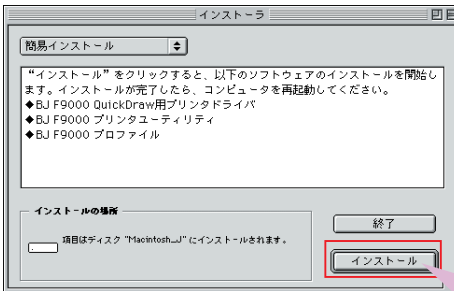 インストーラ
簡易インストール
“インストール”をクリックすると、以下のソフトウェアのインストールを開始し
ます。インストールが完了したら、コンピュータを再起動してください。
◆BJ F9000 QuickDraw用プリンタドライバ
◆BJ F9000 プリンタユーティリティ
◆BJ F9000 プロファイル
インストールの場所
項目はディスク “Macintosh_J” にインストールされます。
終了
インストール